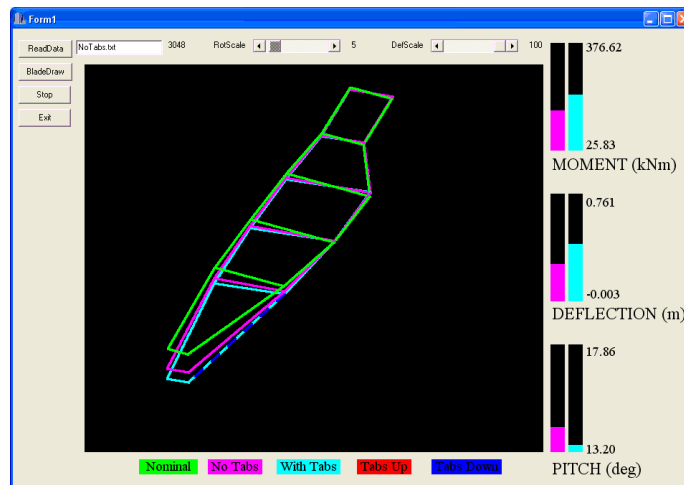 Form1
ReadData NoTabs.txt 3048 RotScale 5 DefScale 100
BladeDraw
Stop
Exit
376.62
25.83
MOMENT (kNm)
0.761
-0.003
DEFLECTION (m)
17.86
13.20
PITCH (deg)
Nominal No Tabs With Tabs Tabs Up Tabs Down